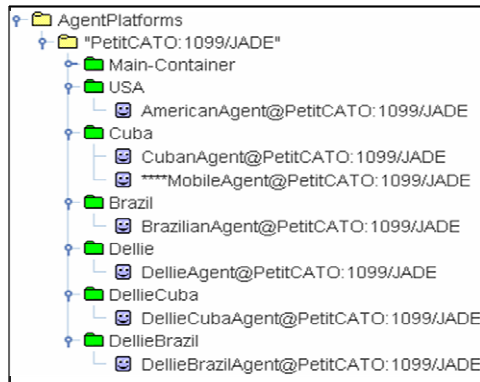 AgentPlatforms
"PetitCATO:1099/JADE"
Main-Container
USA
AmericanAgent@PetitCATO:1099/JADE
Cuba
CubanAgent@PetitCATO:1099/JADE
****MobileAgent@PetitCATO:1099/JADE
Brazil
BrazilianAgent@PetitCATO:1099/JADE
Dellie
DellieAgent@PetitCATO:1099/JADE
DellieCuba
DellieCubaAgent@PetitCATO:1099/JADE
DellieBrazil
DellieBrazilAgent@PetitCATO:1099/JADE